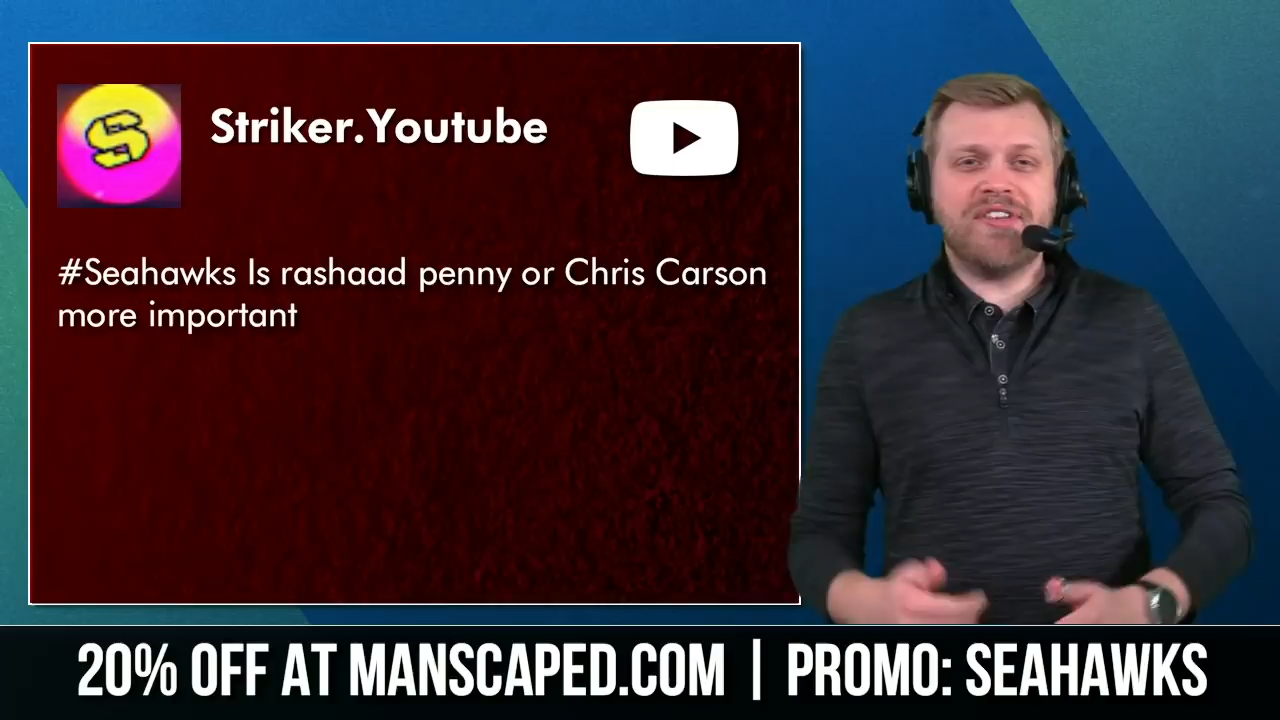 S
Striker.Youtube
#Seahawks Is rashaad penny or Chris Carson
more important
20% OFF AT MANSCAPED.COM | PROMO: SEAHAWKS